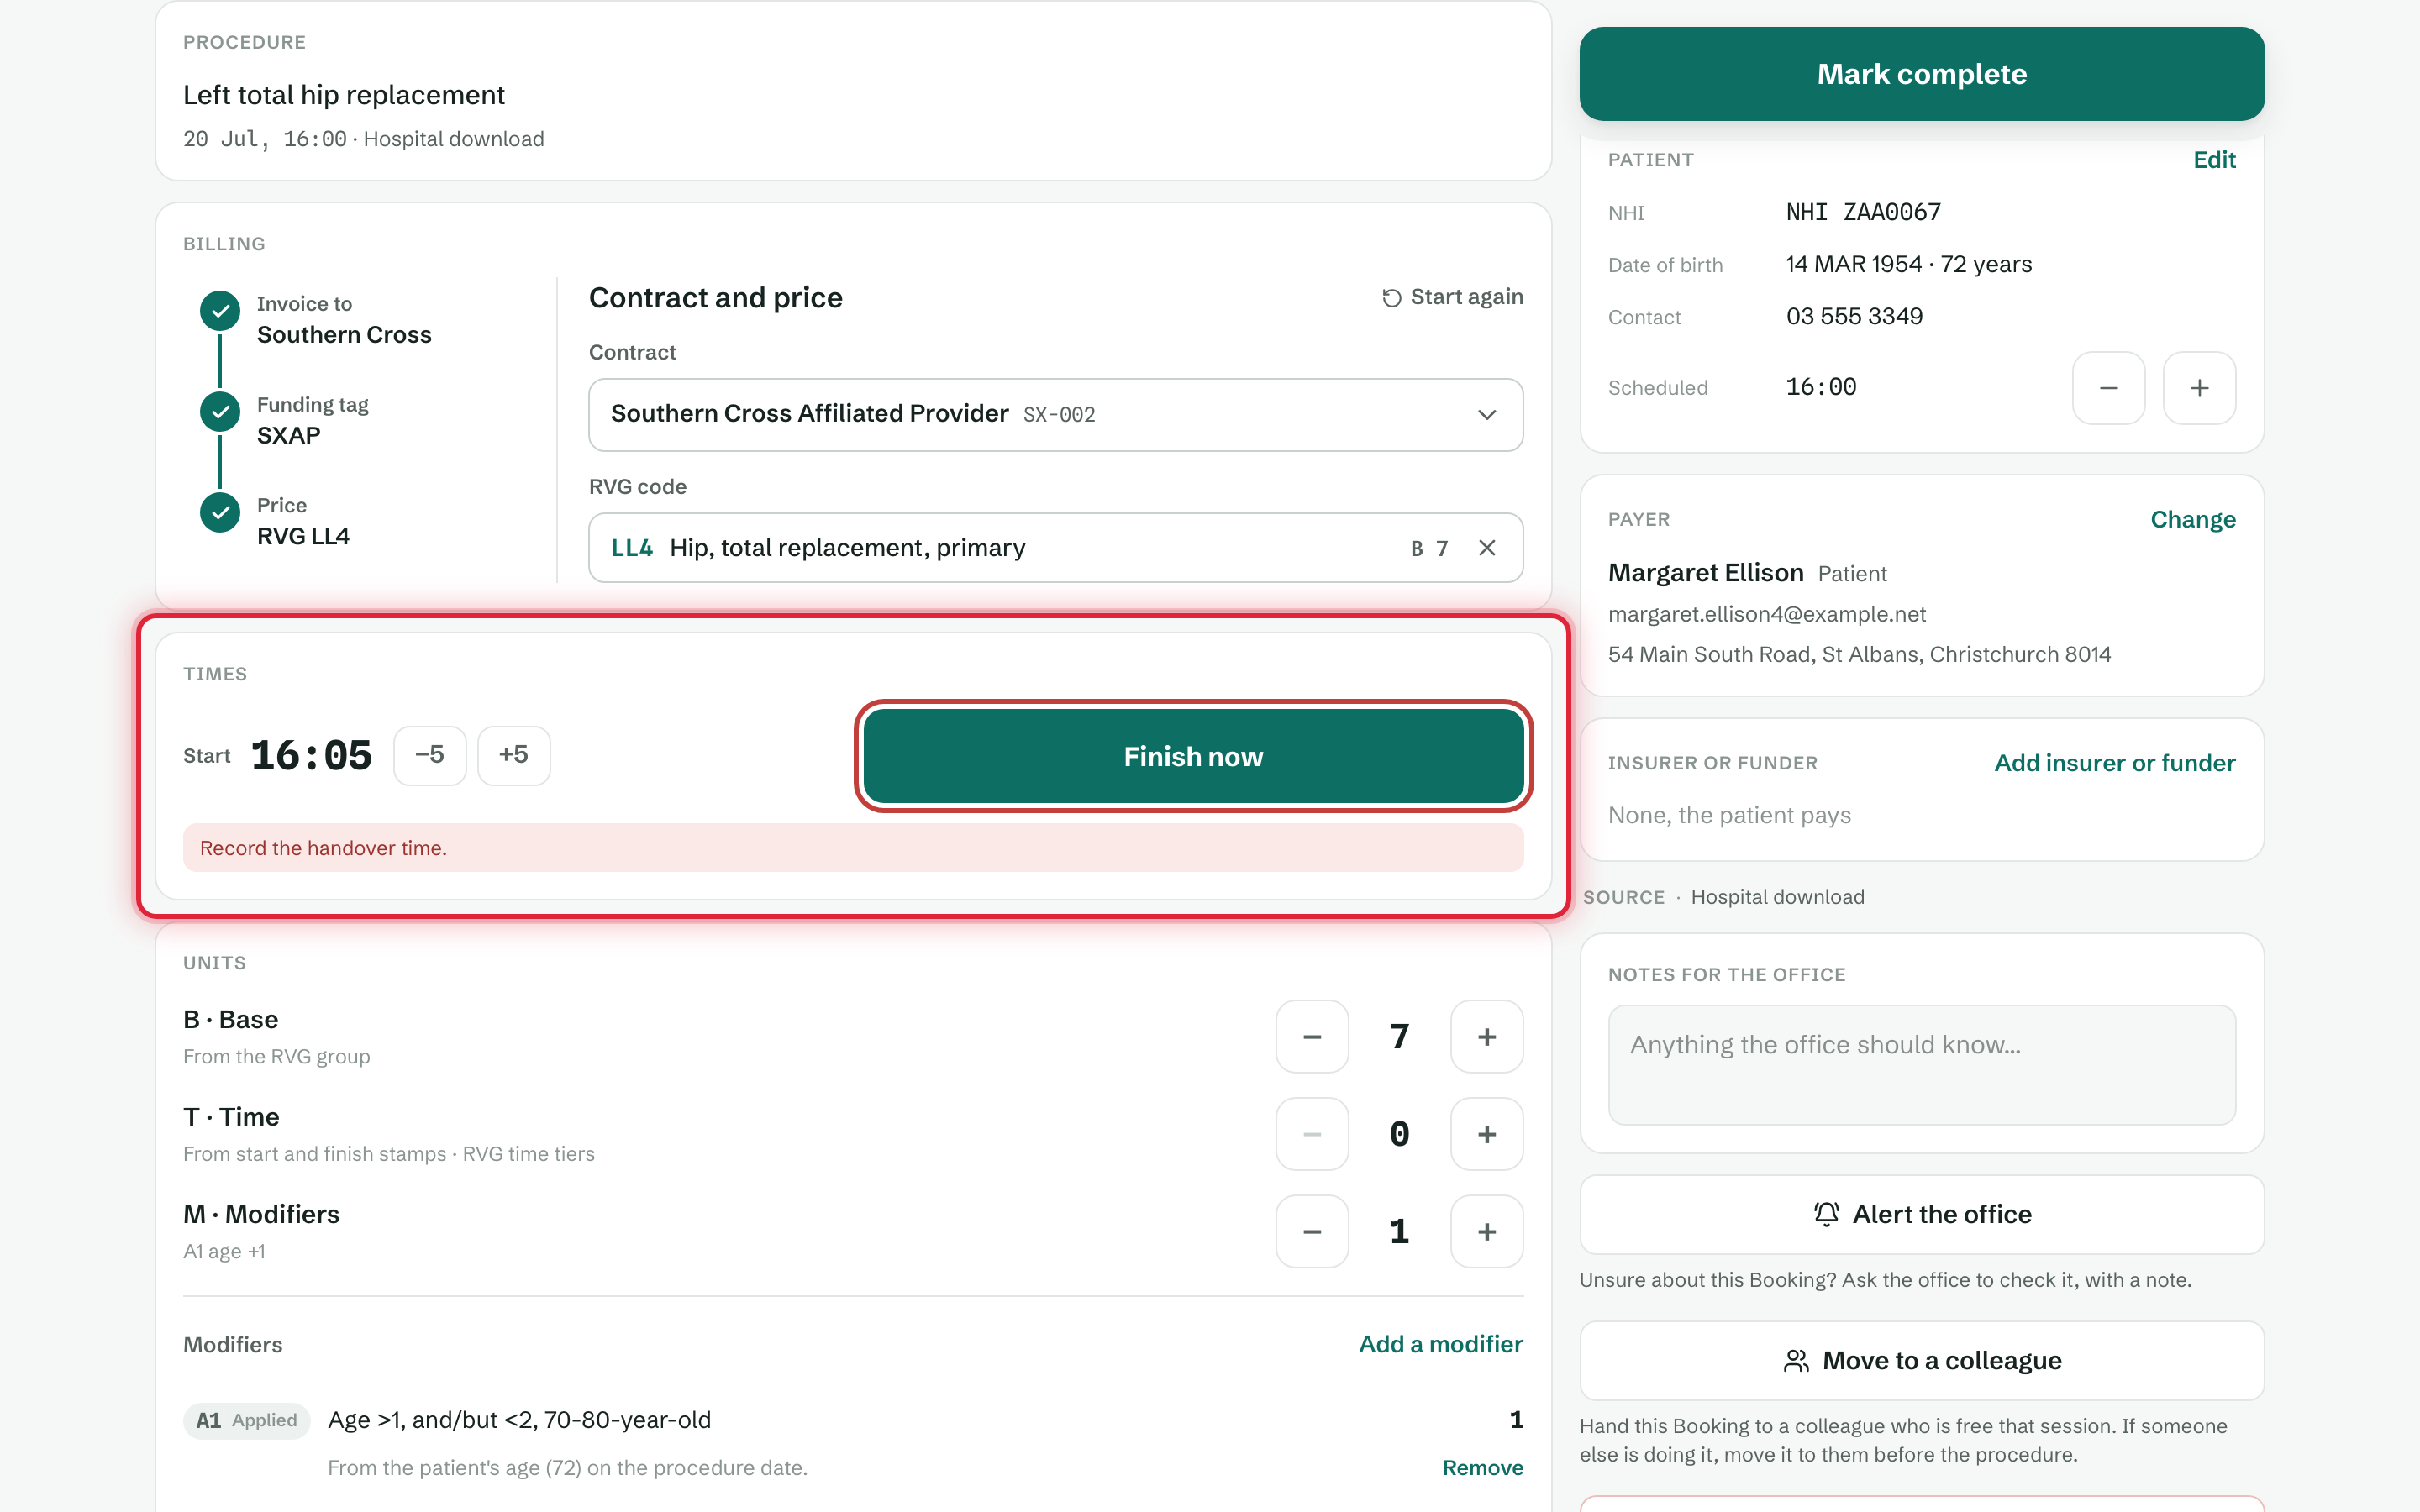 PROCEDURE
Left total hip replacement
20 Jul, 16:00 · Hospital download
BILLING
Invoice to
Southern Cross
Funding tag
SXAP
Price
RVG LL4
Contract and price
Start again
Contract
Southern Cross Affiliated Provider SX-002
RVG code
LL4 Hip, total replacement, primary B 7
TIMES
Start 16:05 −5 +5
Finish now
Record the handover time.
UNITS
B · Base
From the RVG group
− 7 +
T · Time
From start and finish stamps · RVG time tiers
− 0 +
M · Modifiers
A1 age +1
− 1 +
Modifiers
Add a modifier
A1 Applied Age >1, and/but <2, 70-80-year-old 1
From the patient's age (72) on the procedure date.
Remove
Mark complete
PATIENT
Edit
NHI NHI ZAA0067
Date of birth 14 MAR 1954 · 72 years
Contact 03 555 3349
Scheduled 16:00 − +
PAYER
Change
Margaret Ellison Patient
margaret.ellison4@example.net
54 Main South Road, St Albans, Christchurch 8014
INSURER OR FUNDER
Add insurer or funder
None, the patient pays
SOURCE · Hospital download
NOTES FOR THE OFFICE
Anything the office should know...
Alert the office
Unsure about this Booking? Ask the office to check it, with a note.
Move to a colleague
Hand this Booking to a colleague who is free that session. If someone
else is doing it, move it to them before the procedure.